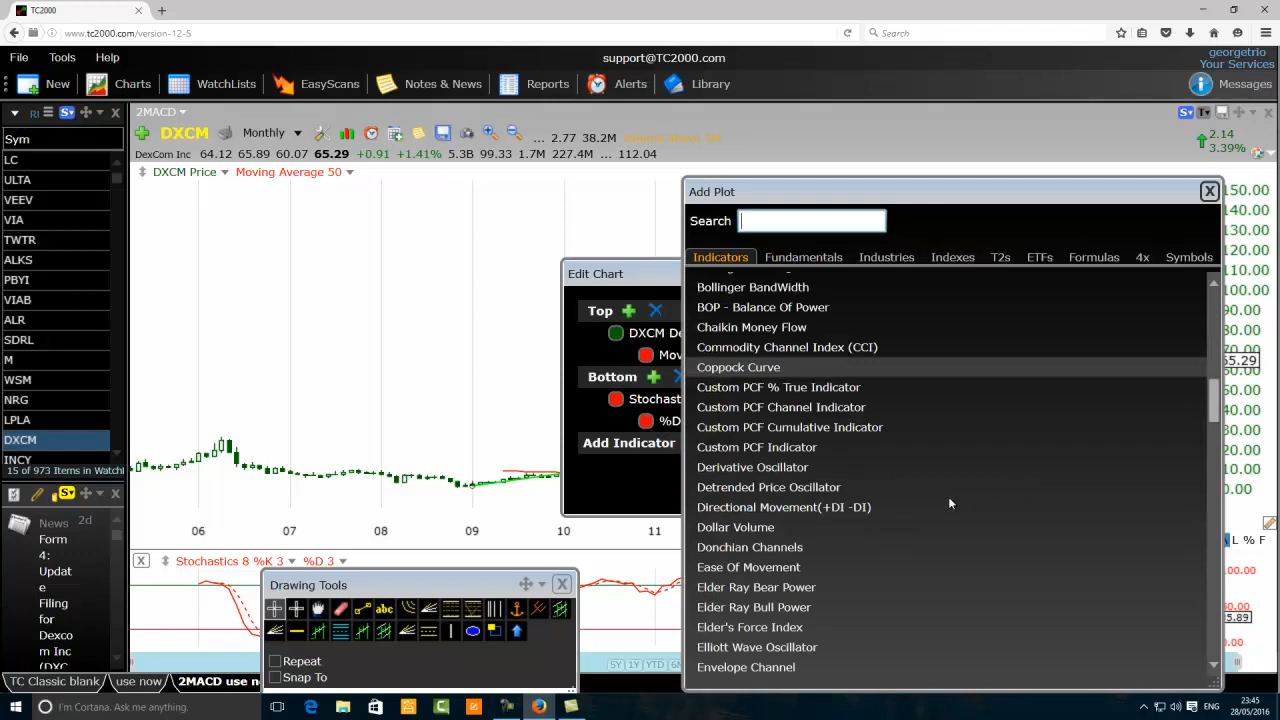 TC2000
www.tc2000.com/version-12-5
Search
File Tools Help
support@TC2000.com
georgetrio
Your Services
New Charts WatchLists EasyScans Notes & News Reports Alerts Library
Messages
2MACD
DXCM Monthly
... 2.77 38.2M
2.14
3.39%
DexCom Inc 64.12 65.89 60.07 65.29 +0.91 +1.41% 5.3B 99.33 1.7M 227.4M ... 112.04
DXCM Price Moving Average 50
Sym
LC
ULTA
VEEV
VIA
TWTR
ALKS
PBYI
VIAB
ALR
SDRL
M
WSM
NRG
LPLA
DXCM
INCY
15 of 973 Items in Watchl
News 2d
Form
4:
Updat
e
Filing
for
Dexco
m Inc
(DXC
06 07 08 09 10 11
Edit Chart
Top
DXCM De
Mov
Bottom
Stochast
%D
Add Indicator
Stochastics 8 %K 3 %D 3
Drawing Tools
abc
Repeat
Snap To
Add Plot
X
Search
Indicators Fundamentals Industries Indexes T2s ETFs Formulas 4x Symbols
Bollinger BandWidth
BOP - Balance Of Power
Chaikin Money Flow
Commodity Channel Index (CCI)
Coppock Curve
Custom PCF % True Indicator
Custom PCF Channel Indicator
Custom PCF Cumulative Indicator
Custom PCF Indicator
Derivative Oscillator
Detrended Price Oscillator
Directional Movement(+DI -DI)
Dollar Volume
Donchian Channels
Ease Of Movement
Elder Ray Bear Power
Elder Ray Bull Power
Elder's Force Index
Elliott Wave Oscillator
Envelope Channel
150.00
140.00
130.00
L % F
100.00
5Y 1Y YTD 6M
TC Classic blank use now 2MACD use no
I'm Cortana. Ask me anything.
ENG
23:45
28/05/2016